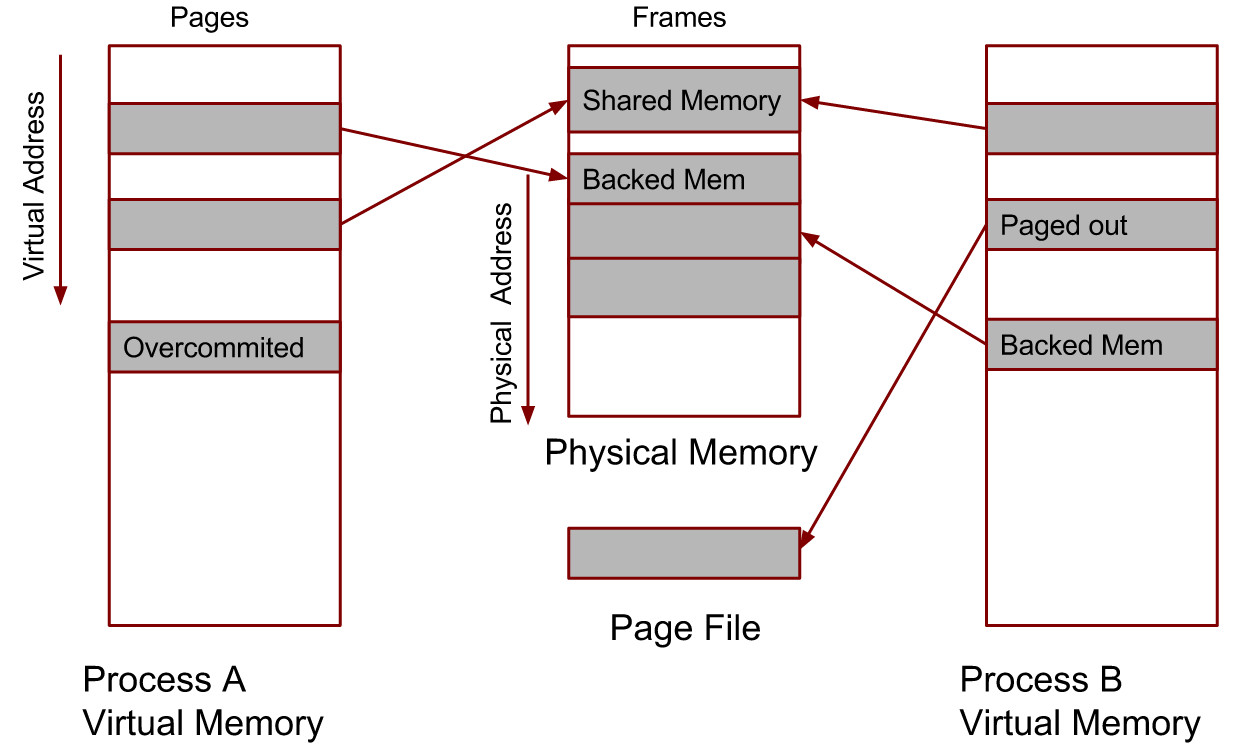 Pages
Frames
Virtual Address
Shared Memory
Backed Mem
Physical Address
Paged out
Overcommited
Backed Mem
Physical Memory
Page File
Process A
Virtual Memory
Process B
Virtual Memory